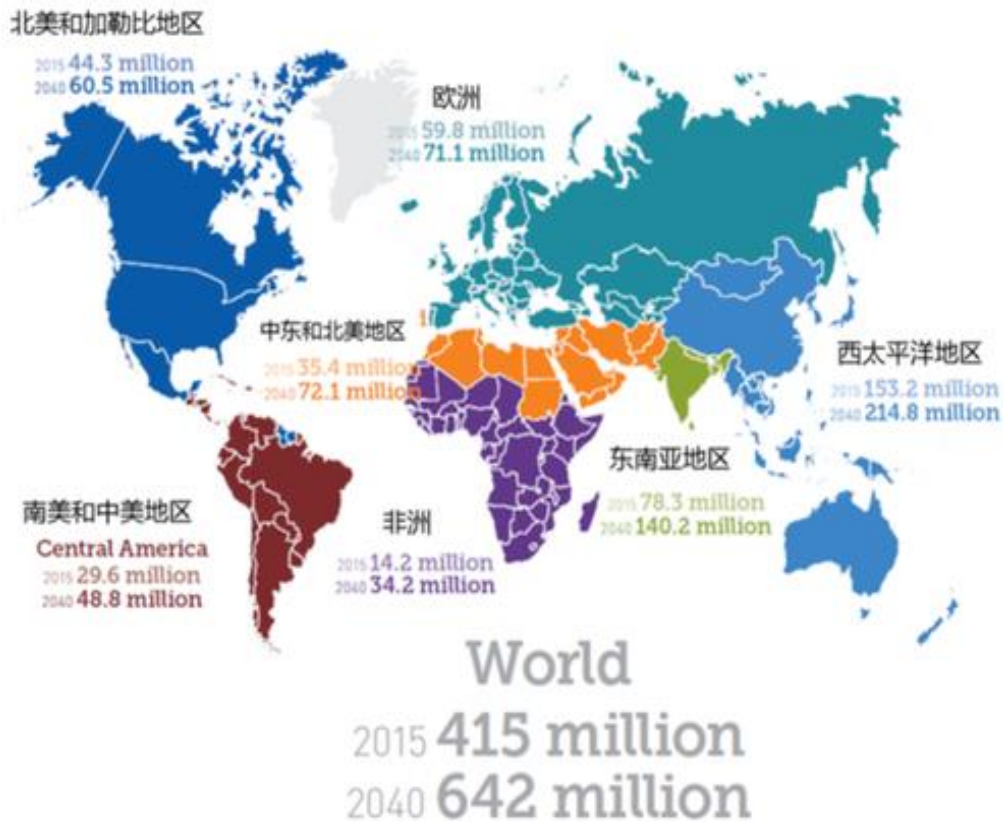 北美和加勒比地区
2015 44.3 million
2040 60.5 million
欧洲
2015 59.8 million
2040 71.1 million
中东和北美地区
2015 35.4 million
2040 72.1 million
西太平洋地区
2015 153.2 million
2040 214.8 million
东南亚地区
2015 78.3 million
2040 140.2 million
南美和中美地区
Central America
2015 29.6 million
2040 48.8 million
非洲
2015 14.2 million
2040 34.2 million
World
2015 415 million
2040 642 million